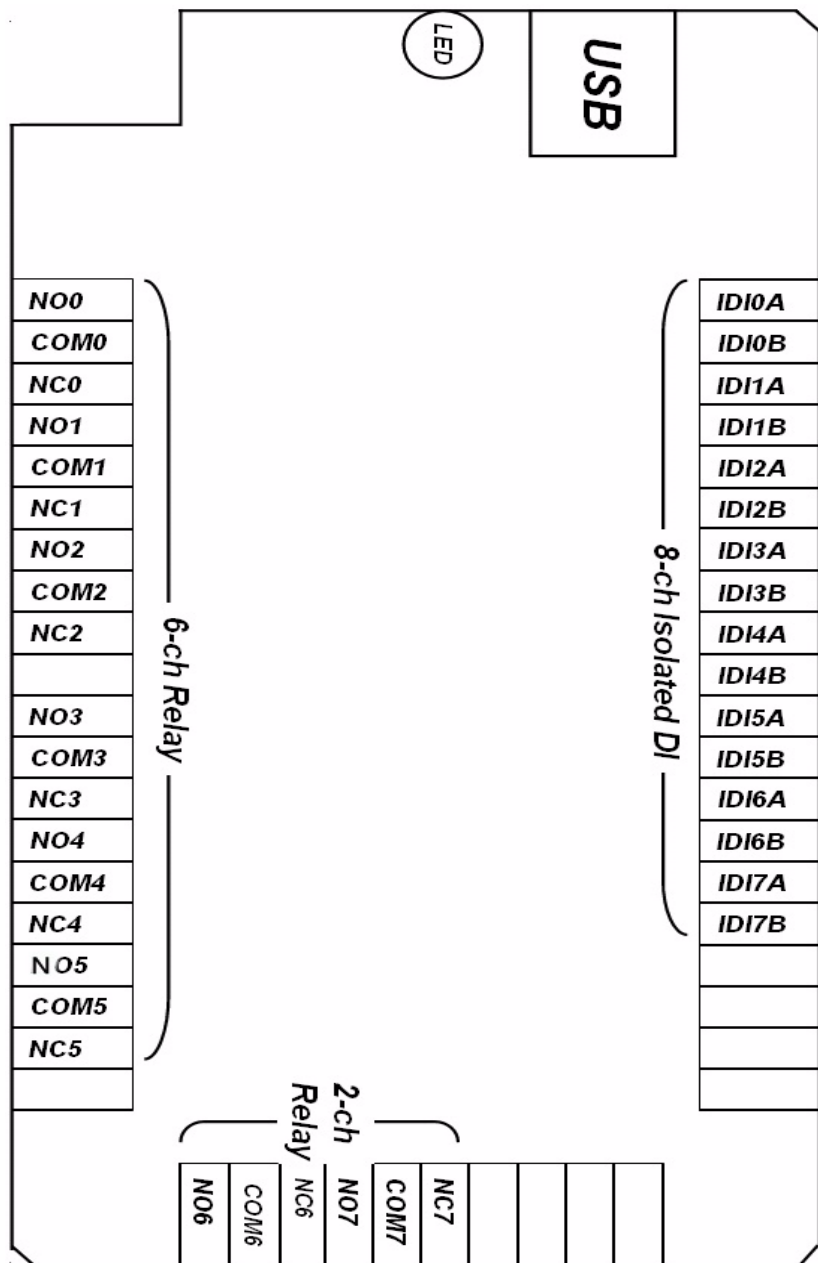 LED
USB
NO0
COM0
NC0
NO1
COM1
NC1
NO2
COM2
NC2
NO3
COM3
NC3
NO4
COM4
NC4
NO5
COM5
NC5
6-ch Relay
8-ch Isolated DI
IDI0A
IDI0B
IDI1A
IDI1B
IDI2A
IDI2B
IDI3A
IDI3B
IDI4A
IDI4B
IDI5A
IDI5B
IDI6A
IDI6B
IDI7A
IDI7B
2-ch
Relay
NO6
COM6
NC6
NO7
COM7
NC7